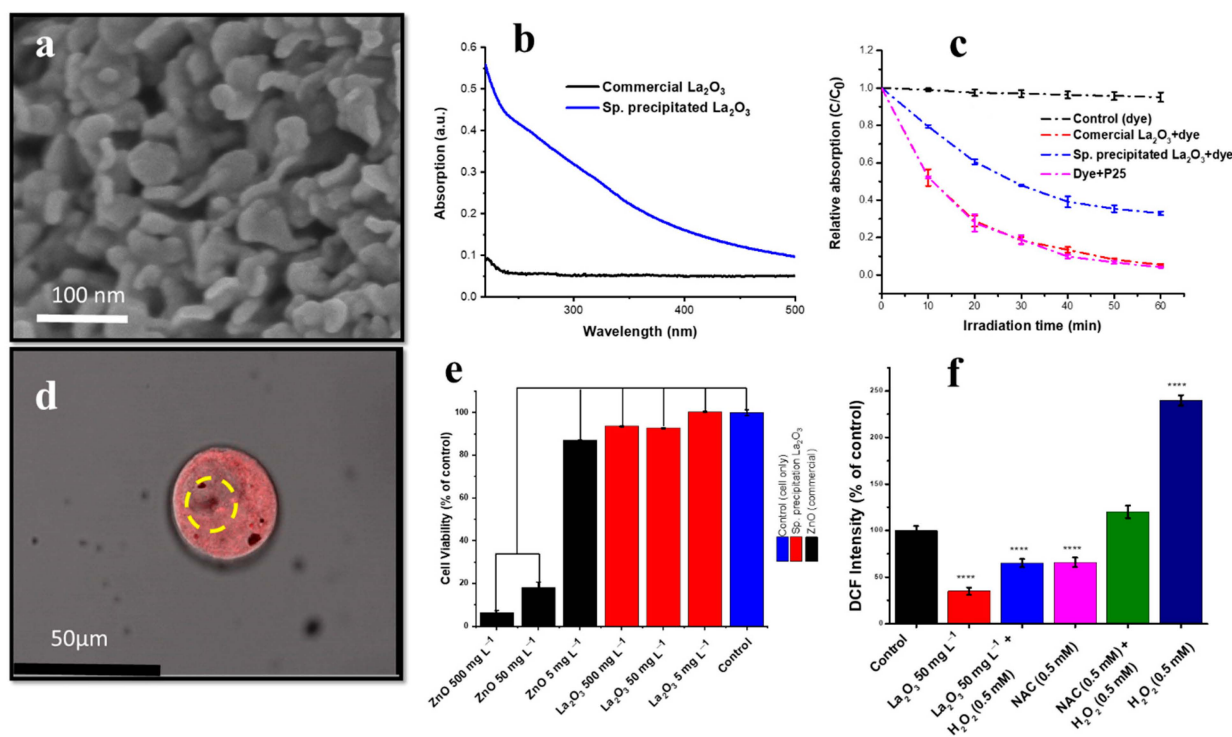 a
100 nm
b
Absorption (a.u.)
0.6
0.5
0.4
0.3
0.2
0.1
0.0
Commercial La₂O₃
Sp. precipitated La₂O₃
300
400
500
Wavelength (nm)
c
Relative absorption (C/C₀)
1.2
1.0
0.8
0.6
0.4
0.2
0.0
Control (dye)
Comercial La₂O₃+dye
Sp. precipitated La₂O₃+dye
Dye+P25
0
10
20
30
40
50
60
Irradiation time (min)
d
50μm
e
Cell Viability (% of control)
100
80
60
40
20
0
ZnO 500 mg L⁻¹
ZnO 50 mg L⁻¹
ZnO 5 mg L⁻¹
La₂O₃ 500 mg L⁻¹
La₂O₃ 50 mg L⁻¹
La₂O₃ 5 mg L⁻¹
Control
Control (cell only)
Sp. precipitation La₂O₃
ZnO (commercial)
f
DCF Intensity (% of control)
250
200
150
100
50
0
****
****
****
****
Control
La₂O₃ 50 mg L⁻¹
La₂O₃ 50 mg L⁻¹ +
H₂O₂ (0.5 mM)
NAC (0.5 mM)
NAC (0.5 mM) +
H₂O₂ (0.5 mM)
H₂O₂ (0.5 mM)